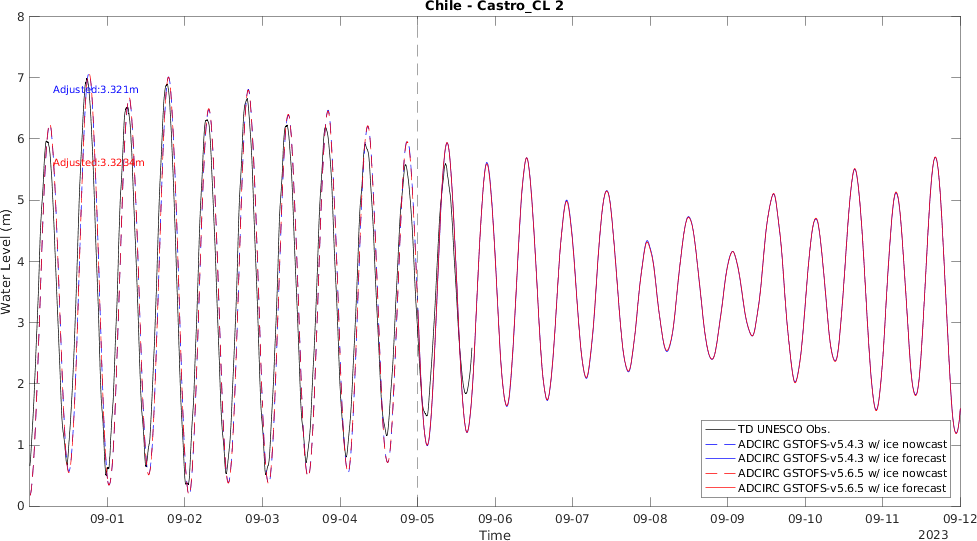 Chile - Castro_CL 2
8
7
6
5
4
3
2
1
0
Water Level (m)
Adjusted:3.321m
Adjusted:3.3284m
TD UNESCO Obs.
ADCIRC GSTOFS-v5.4.3 w/ ice nowcast
ADCIRC GSTOFS-v5.4.3 w/ ice forecast
ADCIRC GSTOFS-v5.6.5 w/ ice nowcast
ADCIRC GSTOFS-v5.6.5 w/ ice forecast
09-01 09-02 09-03 09-04 09-05 09-06 09-07 09-08 09-09 09-10 09-11 09-12
Time
2023